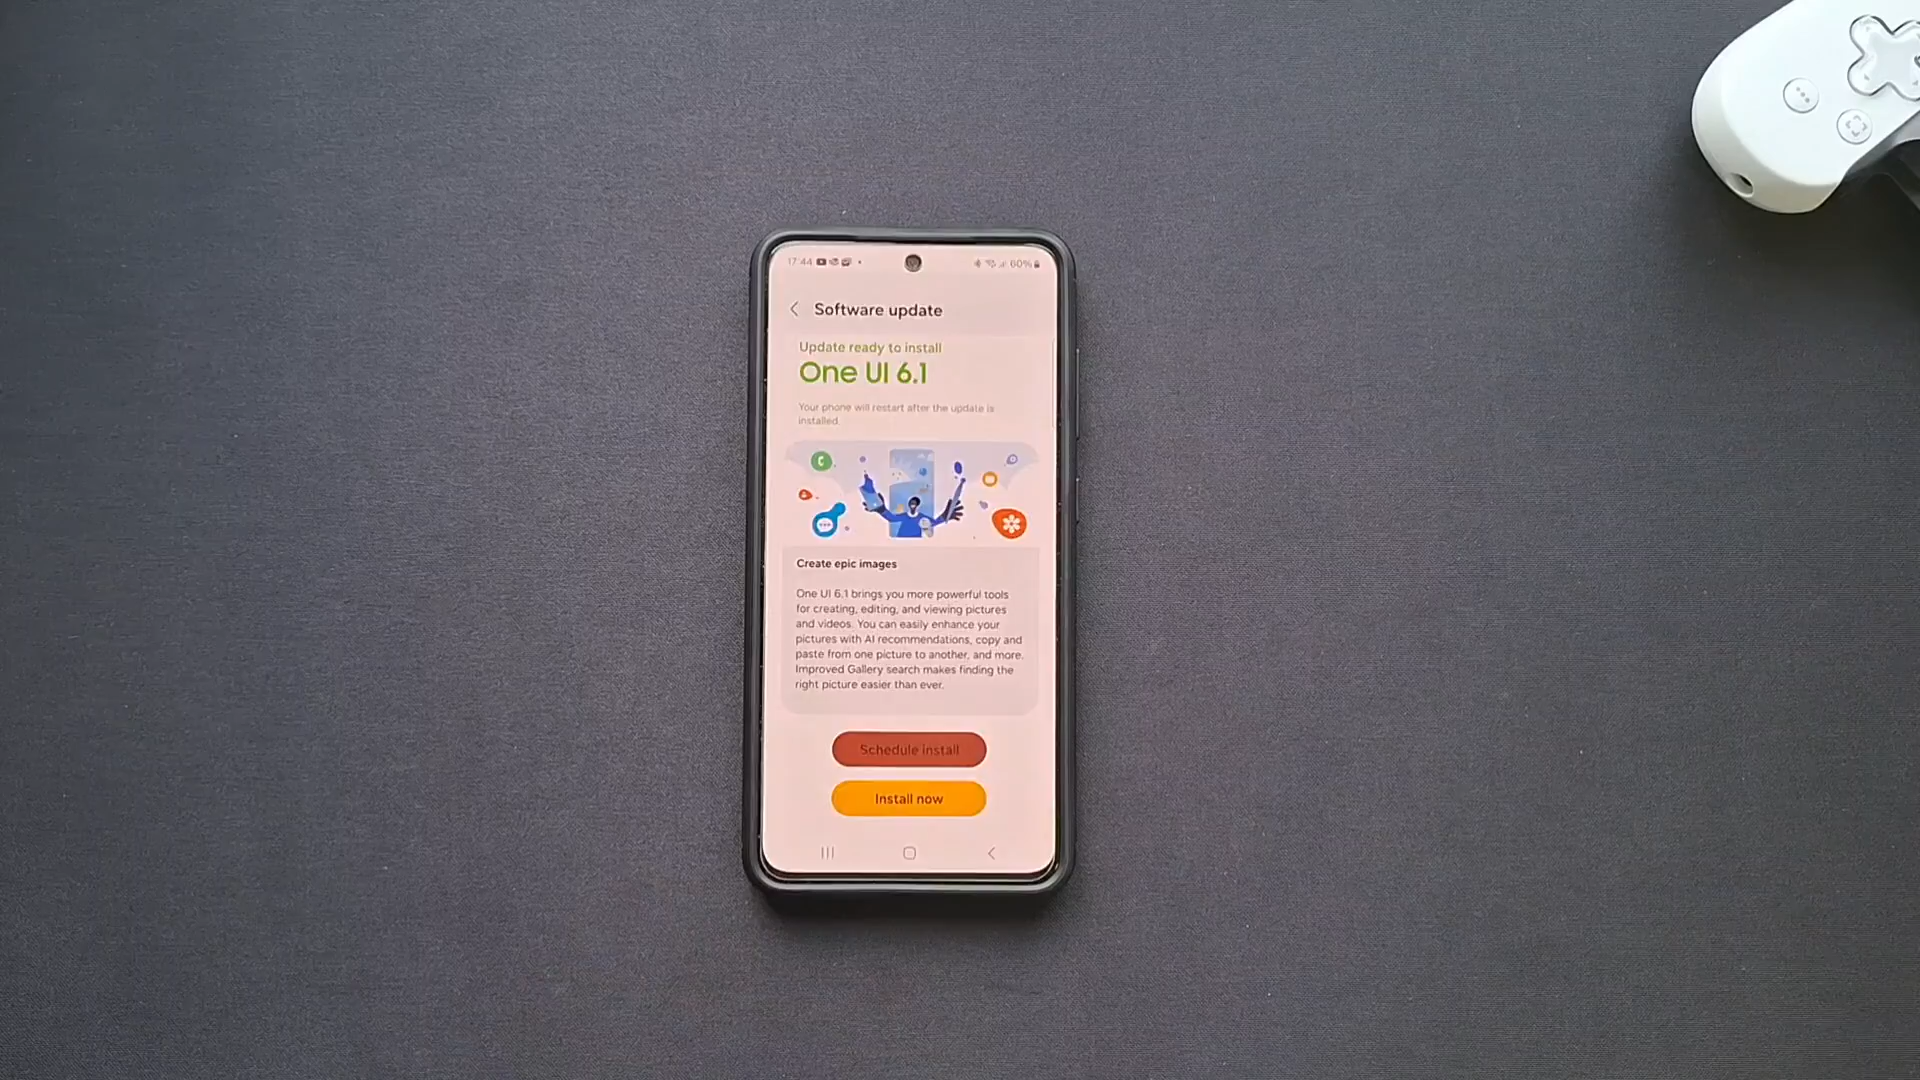 17:44
60%
Software update
Update ready to install
One UI 6.1
Your phone will restart after the update is
installed.
Create epic images
One UI 6.1 brings you more powerful tools
for creating, editing, and viewing pictures
and videos. You can easily enhance your
pictures with AI recommendations, copy and
paste from one picture to another, and more.
Improved Gallery search makes finding the
right picture easier than ever.
Schedule install
Install now